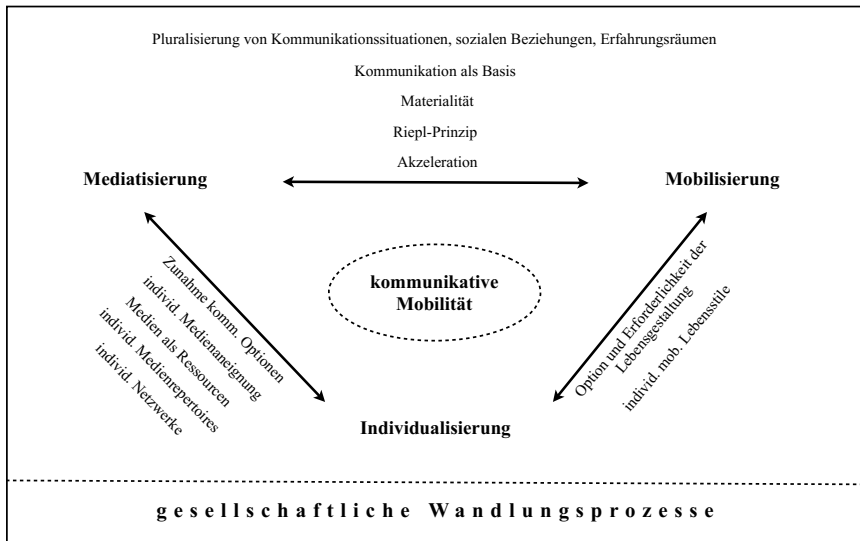 Pluralisierung von Kommunikationssituationen, sozialen Beziehungen, Erfahrungsräumen
Kommunikation als Basis
Materialität
Riepl-Prinzip
Akzeleration
Mediatisierung
Mobilisierung
Zunahme komm. Optionen
individ. Medienaneignung
Medien als Ressourcen
individ. Medienrepertoires
individ. Netzwerke
kommunikative
Mobilität
Option und Erforderlichkeit der
Lebensgestaltung
individ. mob. Lebensstile
Individualisierung
gesellschaftliche Wandlungsprozesse